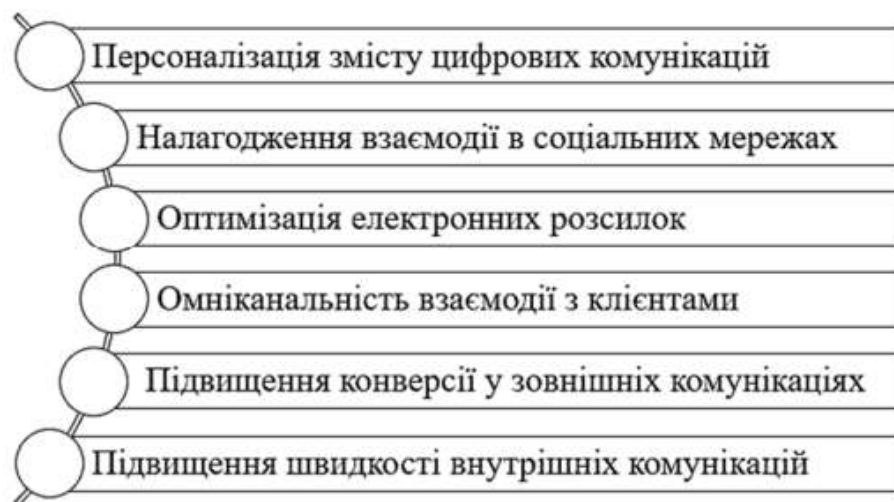 Персоналізація змісту цифрових комунікацій
Налагодження взаємодії в соціальних мережах
Оптимізація електронних розсилок
Омніканальність взаємодії з клієнтами
Підвищення конверсії у зовнішніх комунікаціях
Підвищення швидкості внутрішніх комунікацій